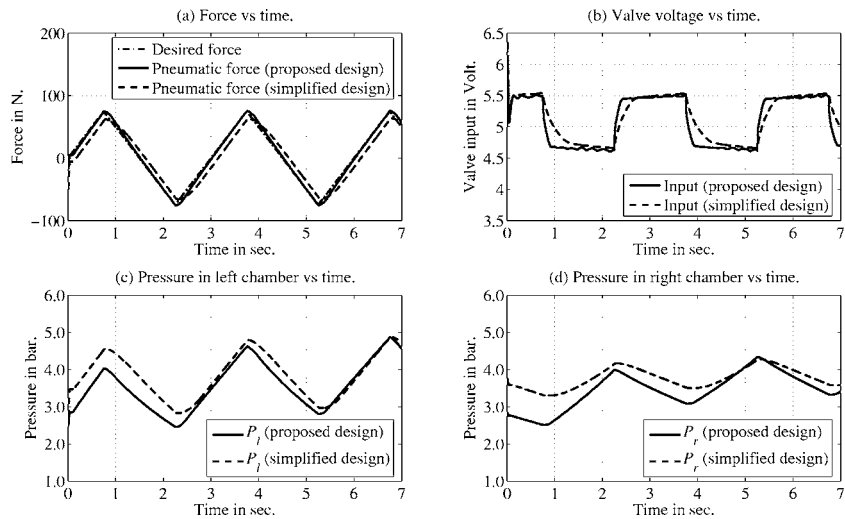 (a) Force vs time.
200
100
0
−100
Force in N.
Desired force
Pneumatic force (proposed design)
Pneumatic force (simplified design)
0 1 2 3 4 5 6 7
Time in sec.
(b) Valve voltage vs time.
6.5
5.5
4.5
3.5
Valve input in Volt.
Input (proposed design)
Input (simplified design)
0 1 2 3 4 5 6 7
Time in sec.
(c) Pressure in left chamber vs time.
6.0
5.0
4.0
3.0
2.0
1.0
Pressure in bar.
P_l (proposed design)
P_l (simplified design)
0 1 2 3 4 5 6 7
Time in sec.
(d) Pressure in right chamber vs time.
6.0
5.0
4.0
3.0
2.0
1.0
Pressure in bar.
P_r (proposed design)
P_r (simplified design)
0 1 2 3 4 5 6 7
Time in sec.